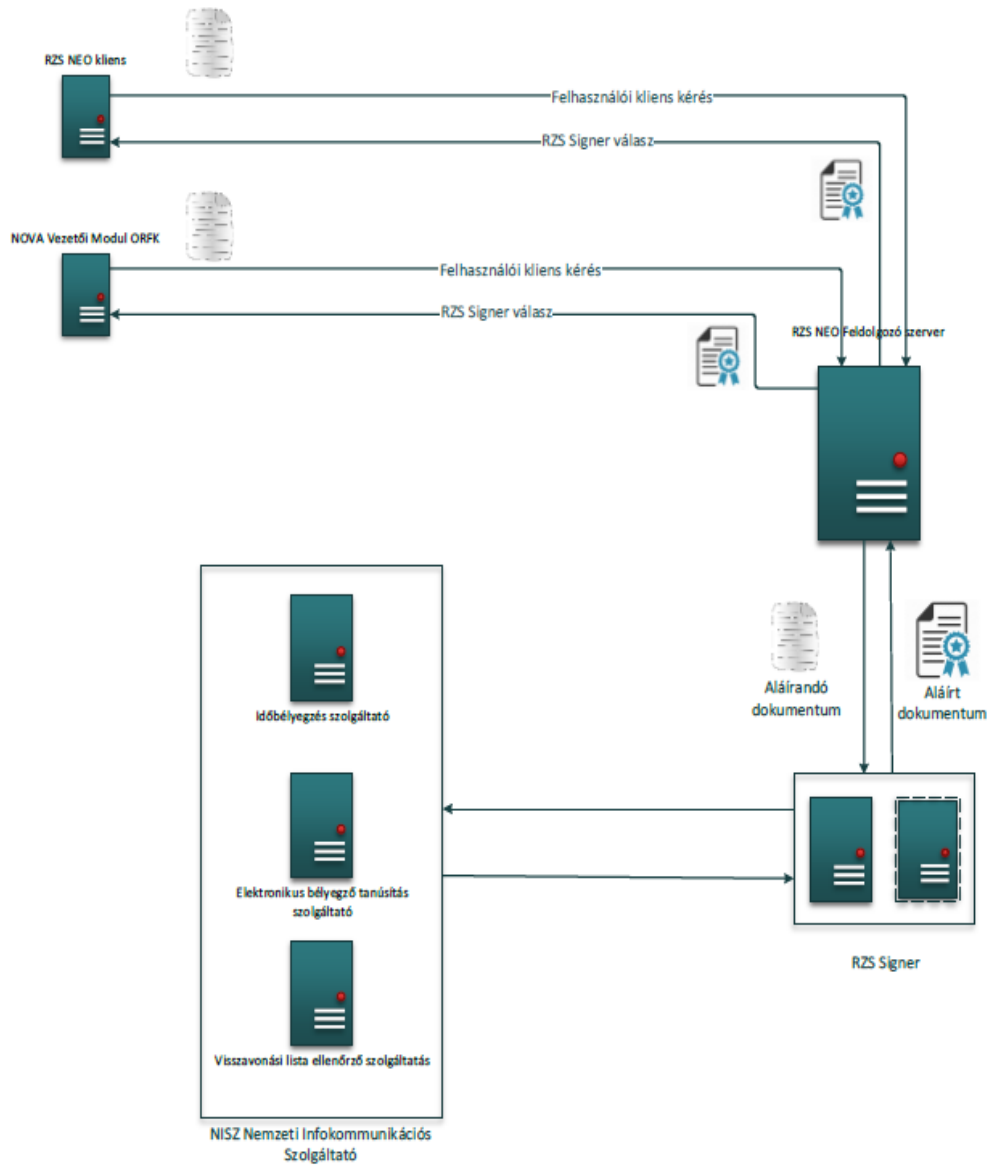 RZS NEO kliens
Felhasználói kliens kérés
RZS Signer válasz
NOVA Vezetői Modul ORFK
Felhasználói kliens kérés
RZS Signer válasz
RZS NEO Feldolgozó szerver
Aláírandó
dokumentum
Aláírt
dokumentum
Időbélyegzés szolgáltató
Elektronikus bélyegző tanúsítás
szolgáltató
RZS Signer
Visszavonási lista ellenőrző szolgáltatás
NISZ Nemzeti Infokommunikációs
Szolgáltató